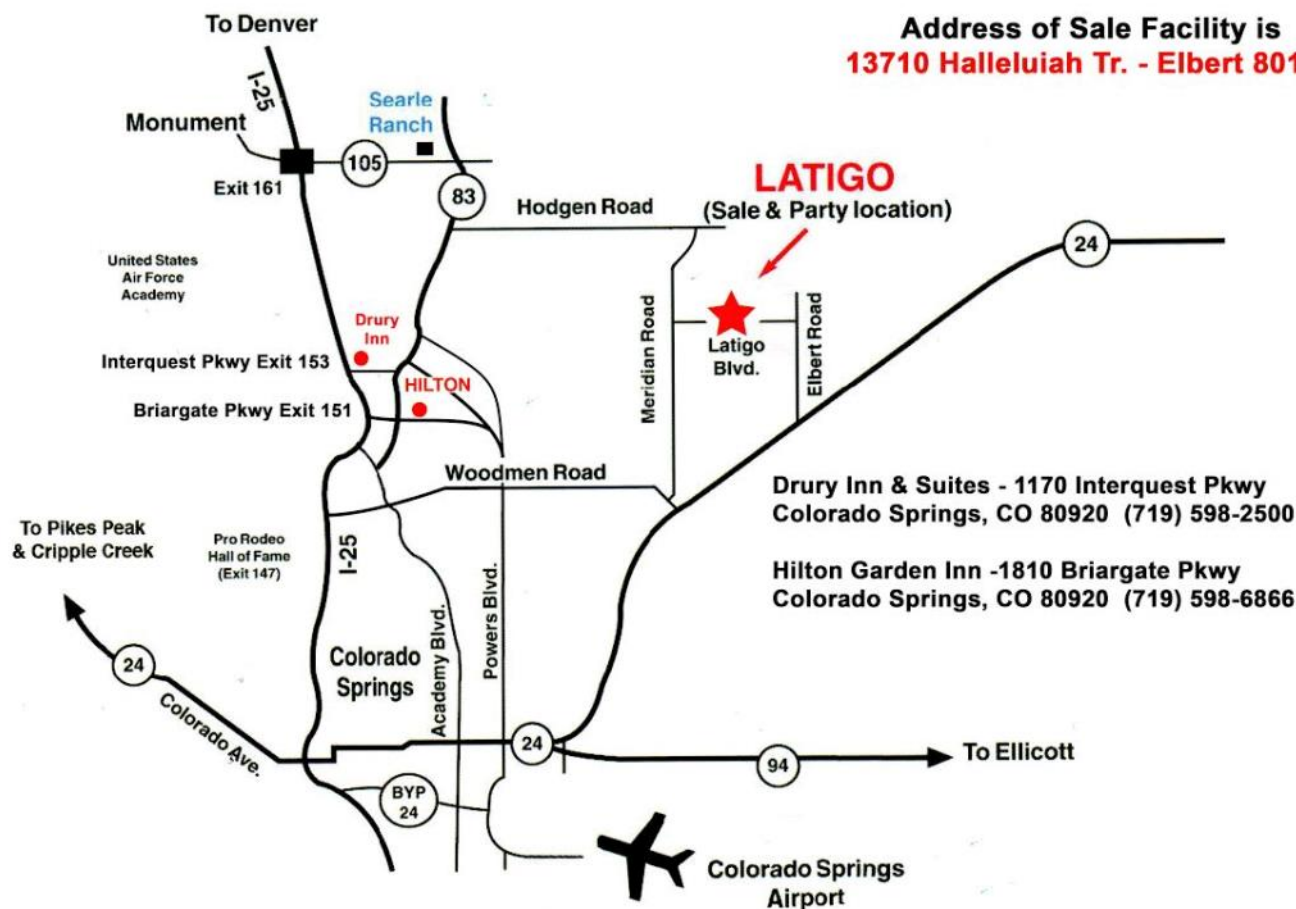 Address of Sale Facility is
13710 Halleluiah Tr. - Elbert 801
To Denver
I-25
Searle
Ranch
Monument
105
Exit 161
83
LATIGO
(Sale & Party location)
Hodgen Road
24
United States
Air Force
Academy
Drury
Inn
Interquest Pkwy Exit 153
HILTON
Briargate Pkwy Exit 151
Meridian Road
Latigo
Blvd.
Elbert Road
Woodmen Road
Drury Inn & Suites - 1170 Interquest Pkwy
Colorado Springs, CO 80920 (719) 598-2500
Hilton Garden Inn -1810 Briargate Pkwy
Colorado Springs, CO 80920 (719) 598-6866
To Pikes Peak
& Cripple Creek
Pro Rodeo
Hall of Fame
(Exit 147)
I-25
24
Colorado Ave.
Colorado
Springs
Academy Blvd.
Powers Blvd.
24
94
To Ellicott
BYP
24
Colorado Springs
Airport